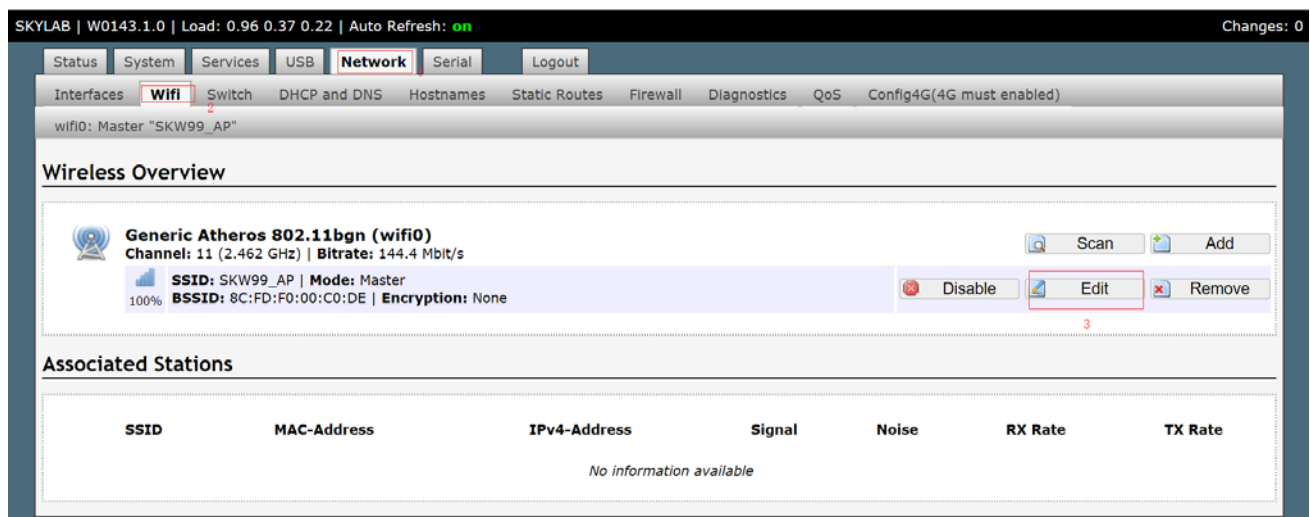 SKYLAB | W0143.1.0 | Load: 0.96 0.37 0.22 | Auto Refresh: on Changes: 0
Status System Services USB Network Serial Logout
1
Interfaces Wifi Switch DHCP and DNS Hostnames Static Routes Firewall Diagnostics QoS Config4G(4G must enabled)
2
wifi0: Master "SKW99_AP"
Wireless Overview
Generic Atheros 802.11bgn (wifi0)
Channel: 11 (2.462 GHz) | Bitrate: 144.4 Mbit/s
Scan Add
SSID: SKW99_AP | Mode: Master
100% BSSID: 8C:FD:F0:00:C0:DE | Encryption: None
Disable Edit Remove
3
Associated Stations
SSID MAC-Address IPv4-Address Signal Noise RX Rate TX Rate
No information available